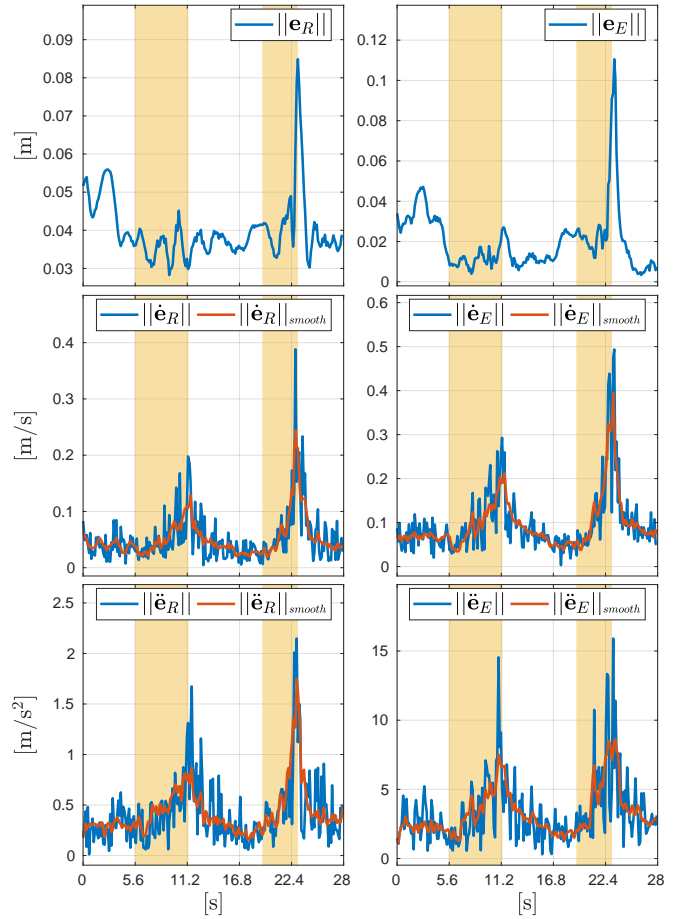 ||e_R|| ||e_E||
0.09 0.12
0.08 0.1
0.07 0.08
[m] 0.06 0.06
0.05 0.04
0.04 0.02
0.03 0
||ė_R|| ||ė_R||_smooth ||ė_E|| ||ė_E||_smooth
0.6
0.4 0.5
0.3 0.4
[m/s] 0.2 0.3
0.1 0.2
0 0.1
0
||ë_R|| ||ë_R||_smooth ||ë_E|| ||ë_E||_smooth
2.5
2 15
[m/s²] 1.5 10
1
0.5 5
0 0
0 5.6 11.2 16.8 22.4 28 0 5.6 11.2 16.8 22.4 28
[s] [s]